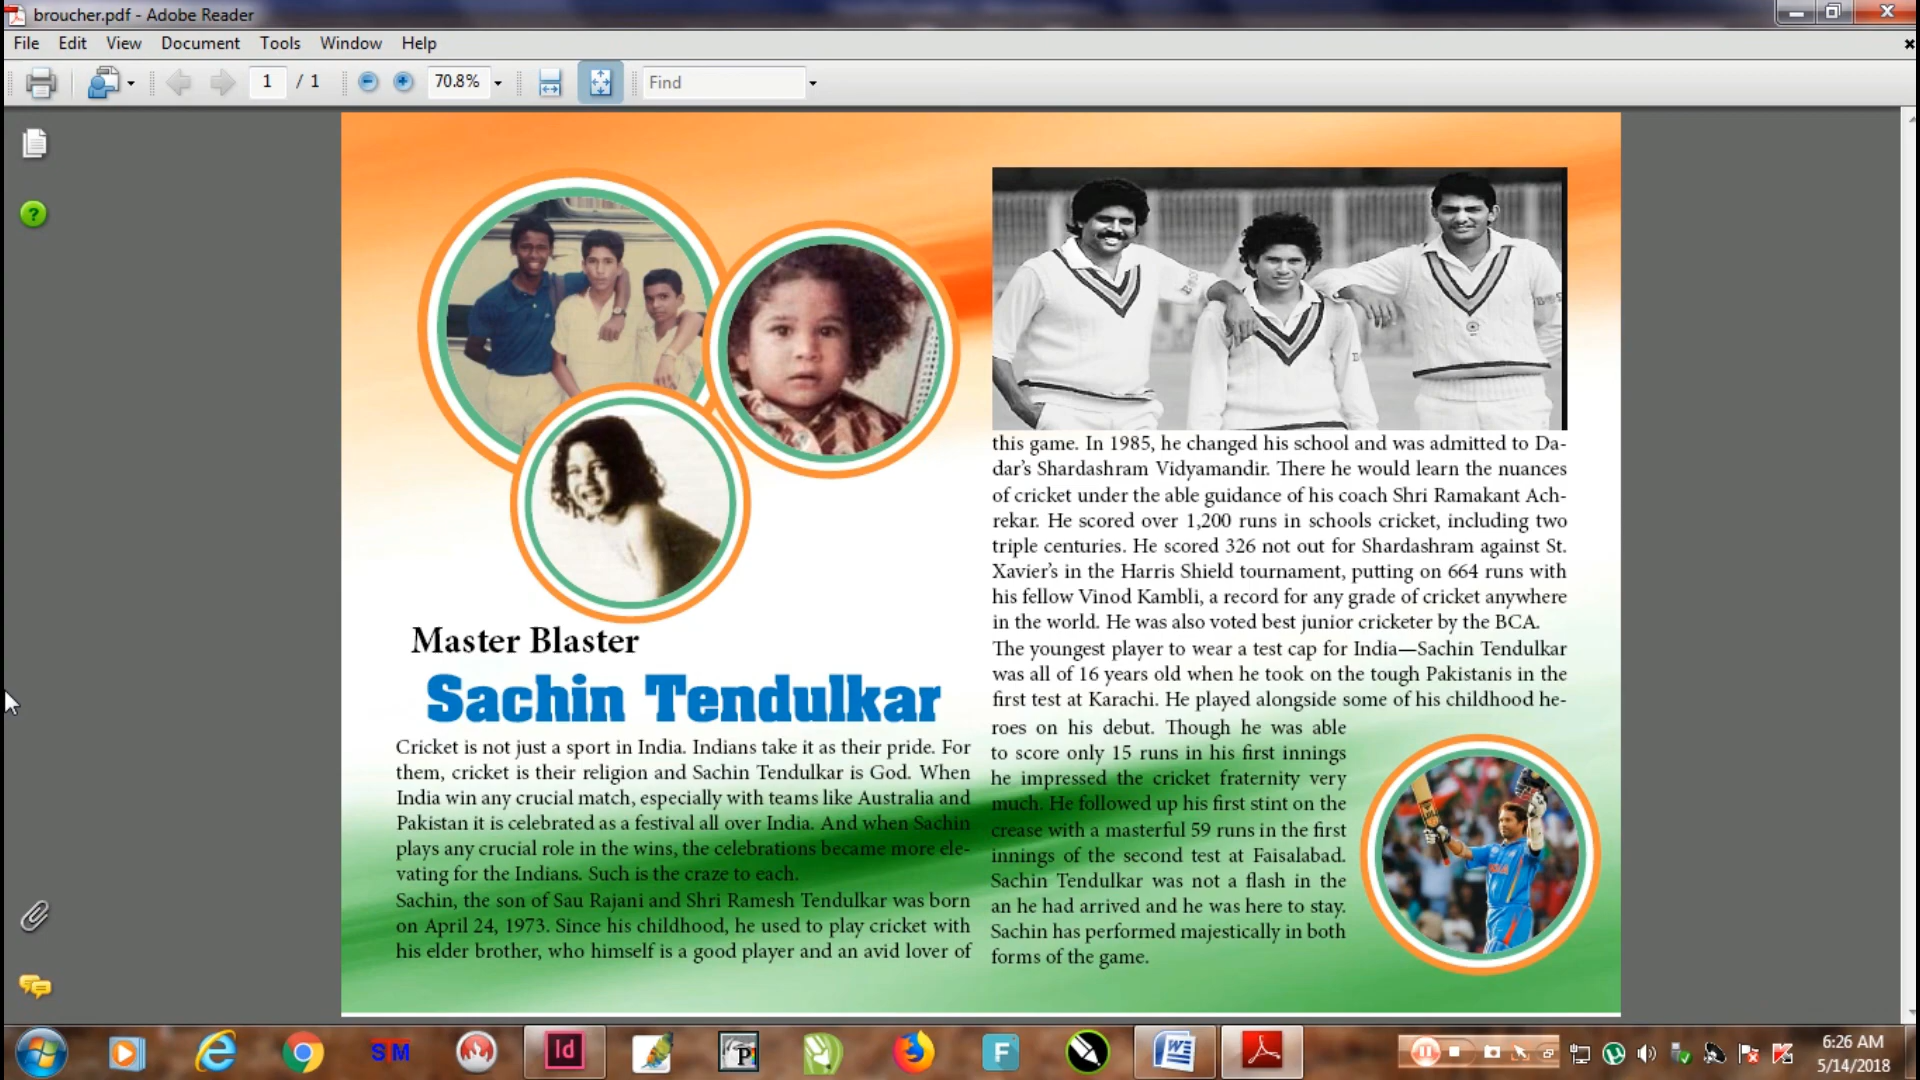 broucher.pdf - Adobe Reader
File Edit View Document Tools Window Help
1 / 1 70.8% Find
Master Blaster
Sachin Tendulkar
Cricket is not just a sport in India. Indians take it as their pride. For
them, cricket is their religion and Sachin Tendulkar is God. When
India win any crucial match, especially with teams like Australia and
Pakistan it is celebrated as a festival all over India. And when Sachin
plays any crucial role in the wins, the celebrations became more ele-
vating for the Indians. Such is the craze to each.
Sachin, the son of Sau Rajani and Shri Ramesh Tendulkar was born
on April 24, 1973. Since his childhood, he used to play cricket with
his elder brother, who himself is a good player and an avid lover of
this game. In 1985, he changed his school and was admitted to Da-
dar's Shardashram Vidyamandir. There he would learn the nuances
of cricket under the able guidance of his coach Shri Ramakant Ach-
rekar. He scored over 1,200 runs in schools cricket, including two
triple centuries. He scored 326 not out for Shardashram against St.
Xavier's in the Harris Shield tournament, putting on 664 runs with
his fellow Vinod Kambli, a record for any grade of cricket anywhere
in the world. He was also voted best junior cricketer by the BCA.
The youngest player to wear a test cap for India—Sachin Tendulkar
was all of 16 years old when he took on the tough Pakistanis in the
first test at Karachi. He played alongside some of his childhood he-
roes on his debut. Though he was able
to score only 15 runs in his first innings
he impressed the cricket fraternity very
much. He followed up his first stint on the
crease with a masterful 59 runs in the first
innings of the second test at Faisalabad.
Sachin Tendulkar was not a flash in the
an he had arrived and he was here to stay.
Sachin has performed majestically in both
forms of the game.
SM
Id
P
F
W
6:26 AM
5/14/2018